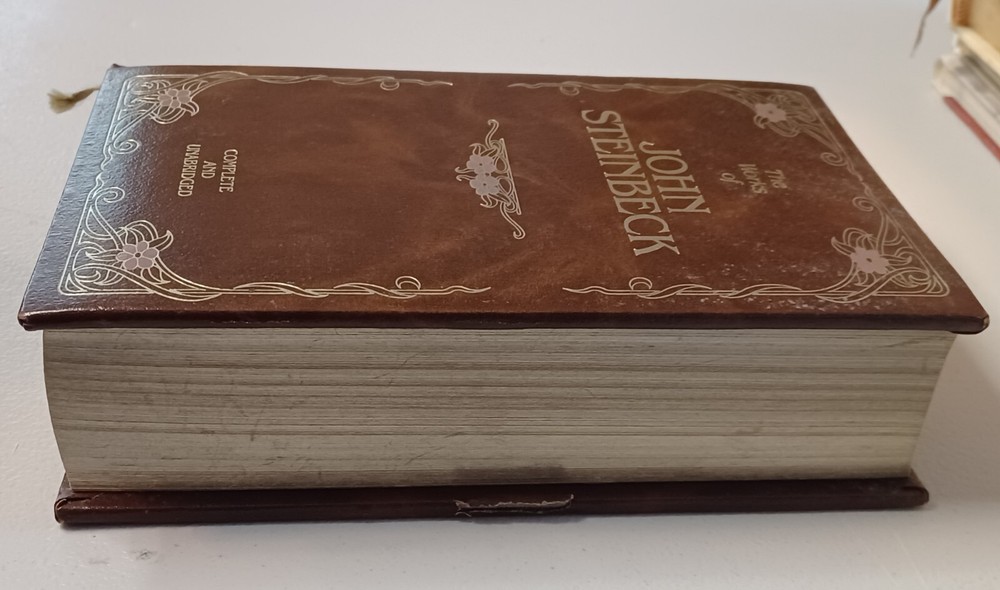 The
Works
of
JOHN
STEINBECK
COMPLETE
AND
UNABRIDGED